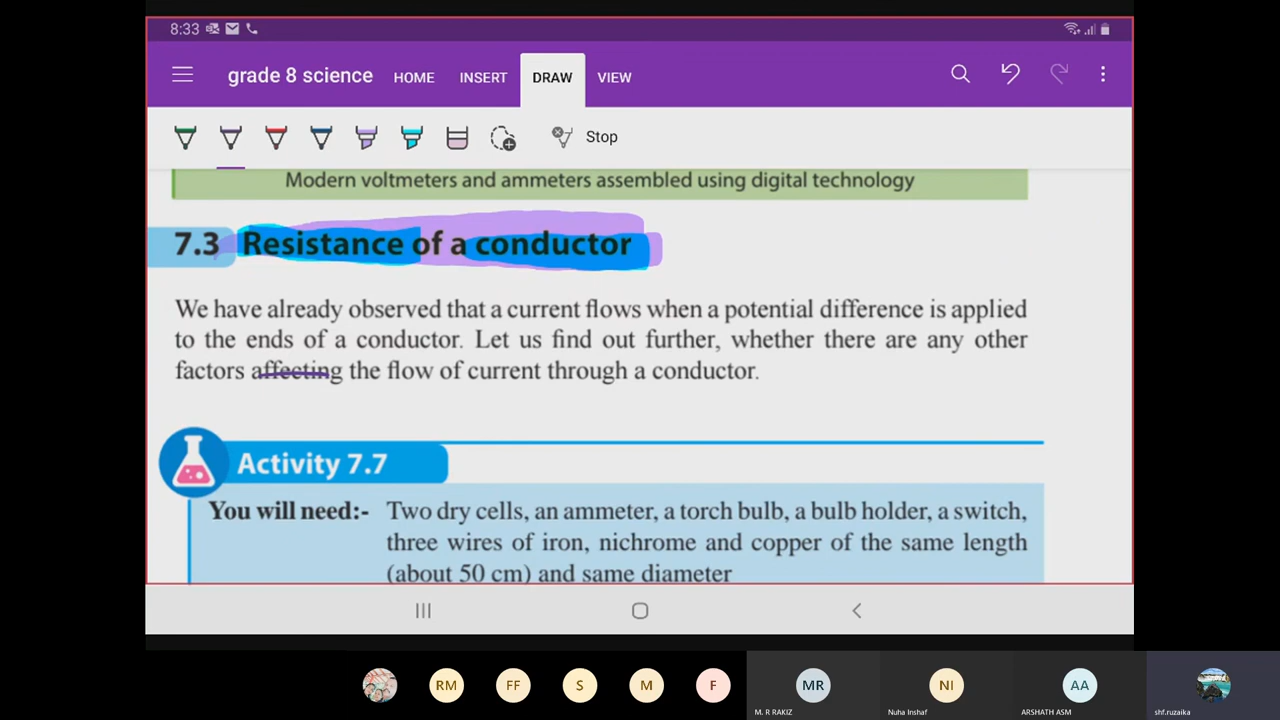 8:33
grade 8 science HOME INSERT DRAW VIEW
Stop
Modern voltmeters and ammeters assembled using digital technology
7.3 Resistance of a conductor
We have already observed that a current flows when a potential difference is applied
to the ends of a conductor. Let us find out further, whether there are any other
factors affecting the flow of current through a conductor.
Activity 7.7
You will need:- Two dry cells, an ammeter, a torch bulb, a bulb holder, a switch,
three wires of iron, nichrome and copper of the same length
(about 50 cm) and same diameter
RM FF S M F MR NI AA
M. R RAKIZ Nuha Inshaf ARSHATH ASM shf.ruzaika